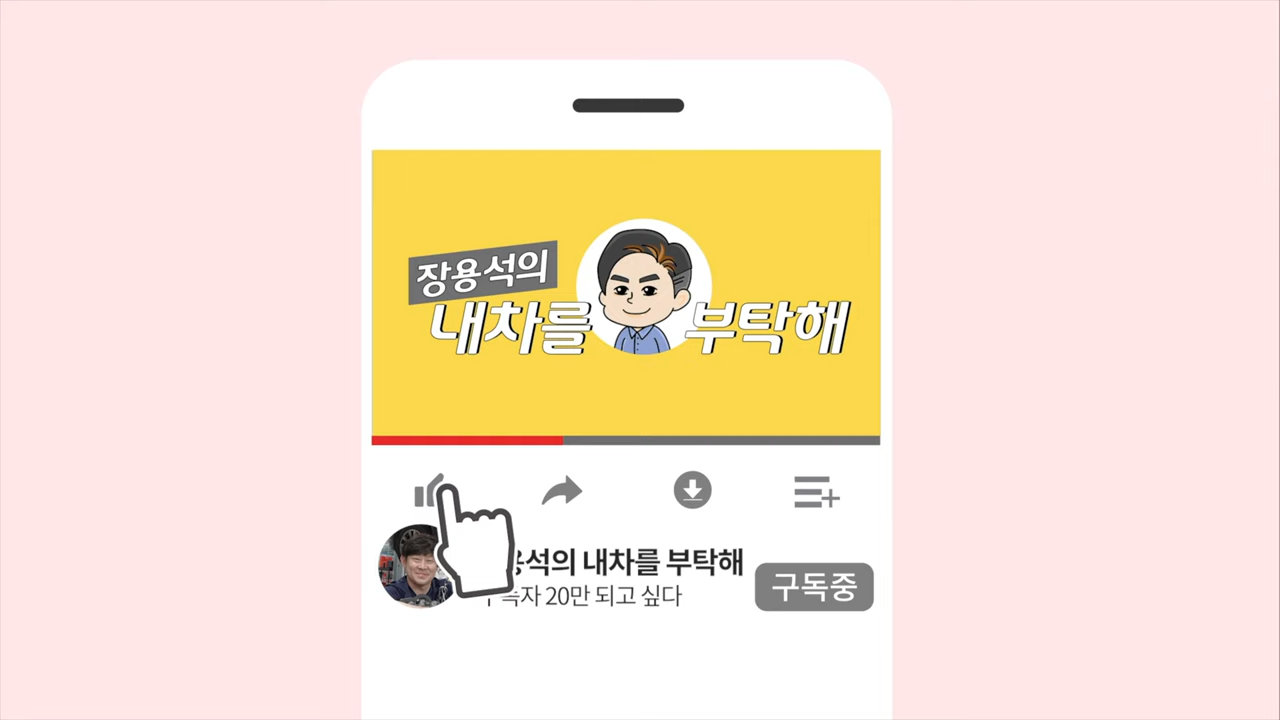 장용석의
내차를 부탁해
용석의 내차를 부탁해
구독자 20만 되고 싶다
구독중